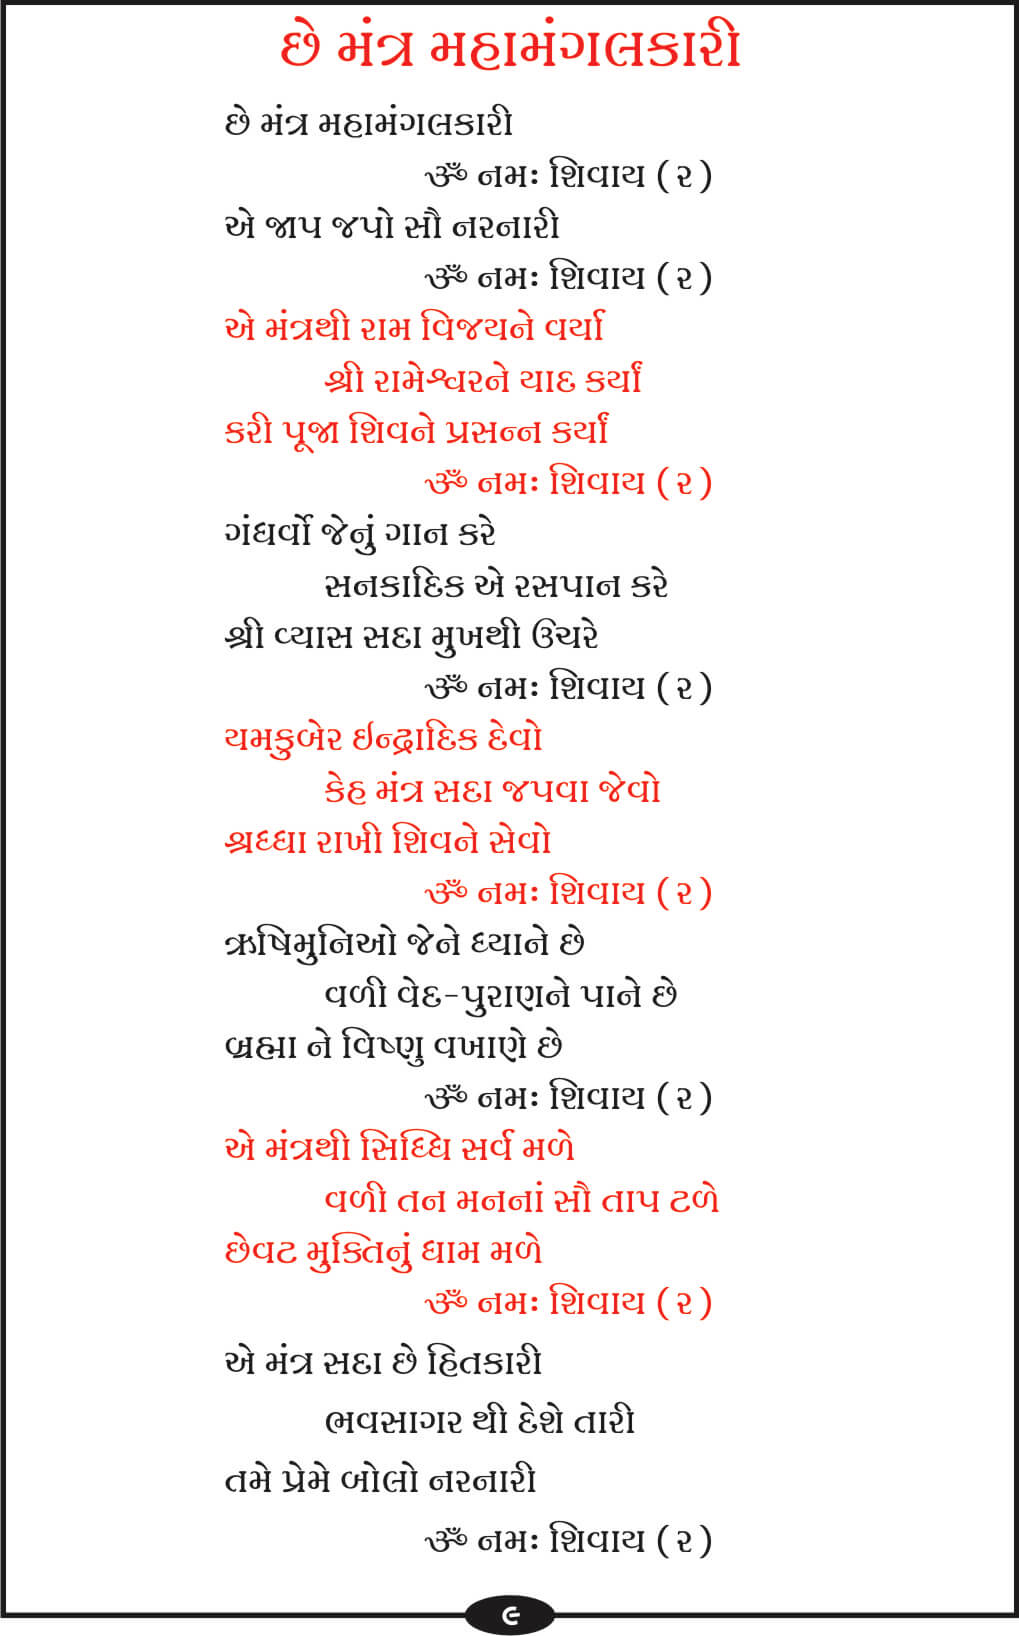 છે મંત્ર મહામંગલકારી
છે મંત્ર મહામંગલકારી
ૐ નમઃ શિવાય (૨)
એ જાપ જપો સૌ નરનારી
ૐ નમઃ શિવાય (૨)
એ મંત્રથી રામ વિજયને વર્યા
શ્રી રામેશ્વરને યાદ કર્યાં
કરી પૂજા શિવને પ્રસન્ન કર્યાં
ૐ નમઃ શિવાય (૨)
ગંધર્વો જેનું ગાન કરે
સનકાદિક એ રસપાન કરે
શ્રી વ્યાસ સદા મુખથી ઉચરે
ૐ નમઃ શિવાય (૨)
યમકુબેર ઇન્દ્રાદિક દેવો
કેહ મંત્ર સદા જપવા જેવો
શ્રધ્ધા રાખી શિવને સેવો
ૐ નમઃ શિવાય (૨)
ઋષિમુનિઓ જેને ધ્યાને છે
વળી વેદ-પુરાણને પાને છે
બ્રહ્મા ને વિષ્ણુ વખાણે છે
ૐ નમઃ શિવાય (૨)
એ મંત્રથી સિધ્ધિ સર્વ મળે
વળી તન મનનાં સૌ તાપ ટળે
છેવટ મુક્તિનું ધામ મળે
ૐ નમઃ શિવાય (૨)
એ મંત્ર સદા છે હિતકારી
ભવસાગર થી દેશે તારી
તમે પ્રેમે બોલો નરનારી
ૐ નમઃ શિવાય (૨)
૯